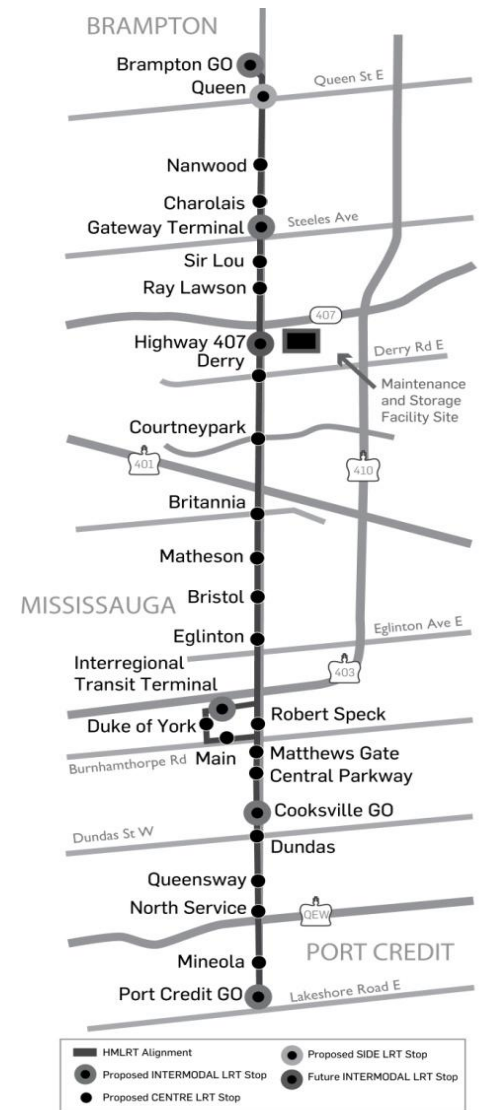 BRAMPTON
Brampton GO
Queen St E
Queen
Nanwood
Charolais
Steeles Ave
Gateway Terminal
Sir Lou
Ray Lawson
407
Highway 407
Derry
Derry Rd E
Maintenance
and Storage
Facility Site
Courtneypark
401
410
Britannia
Matheson
MISSISSAUGA
Bristol
Eglinton
Eglinton Ave E
Interregional
Transit Terminal
403
Duke of York
Robert Speck
Burnhamthorpe Rd
Main
Matthews Gate
Central Parkway
Cooksville GO
Dundas St W
Dundas
Queensway
North Service
QEW
PORT CREDIT
Mineola
Port Credit GO
Lakeshore Road E
HMLRT Alignment
Proposed SIDE LRT Stop
Proposed INTERMODAL LRT Stop
Future INTERMODAL LRT Stop
Proposed CENTRE LRT Stop